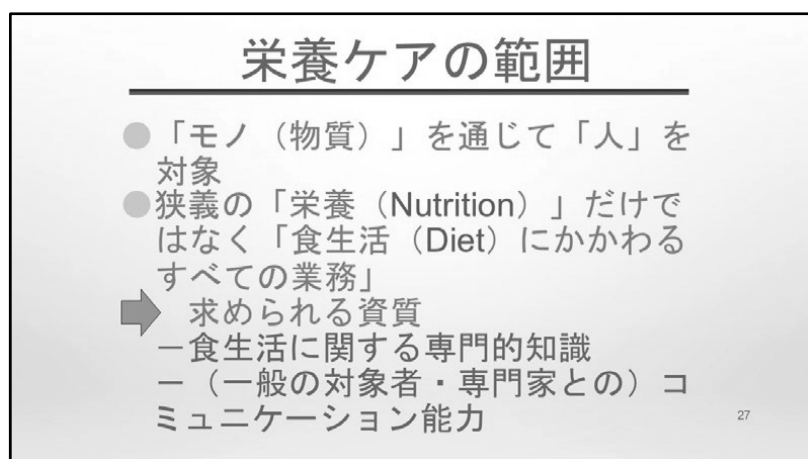 栄養ケアの範囲
●「モノ（物質）」を通じて「人」を
対象
●狭義の「栄養（Nutrition）」だけで
はなく「食生活（Diet）にかかわる
すべての業務」
求められる資質
－食生活に関する専門的知識
－（一般の対象者・専門家との）コ
ミュニケーション能力
27